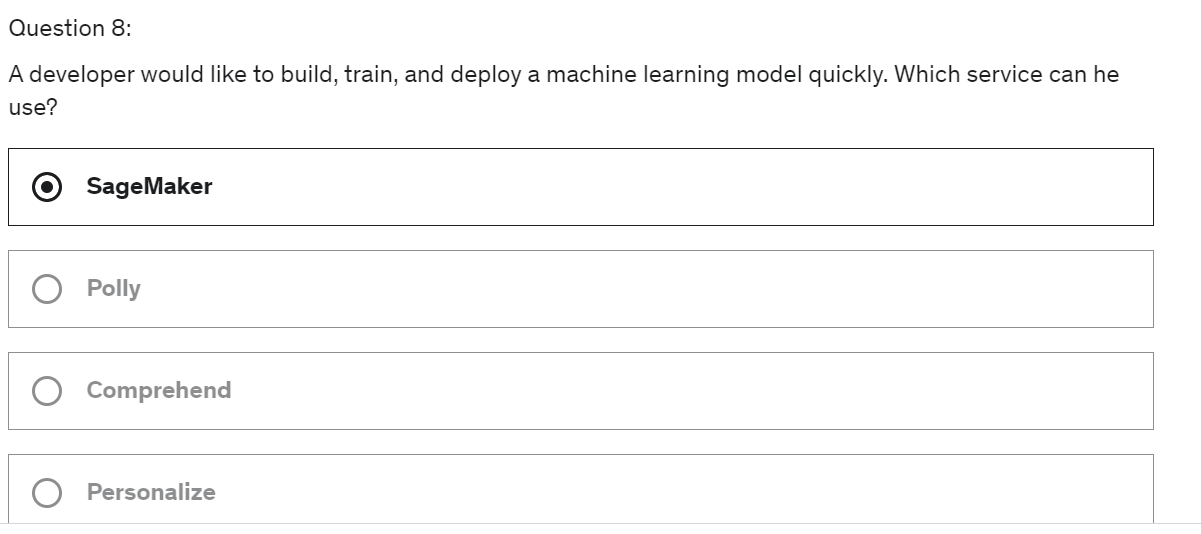 Question 8:
A developer would like to build, train, and deploy a machine learning model quickly. Which service can he
use?
SageMaker
Polly
Comprehend
Personalize